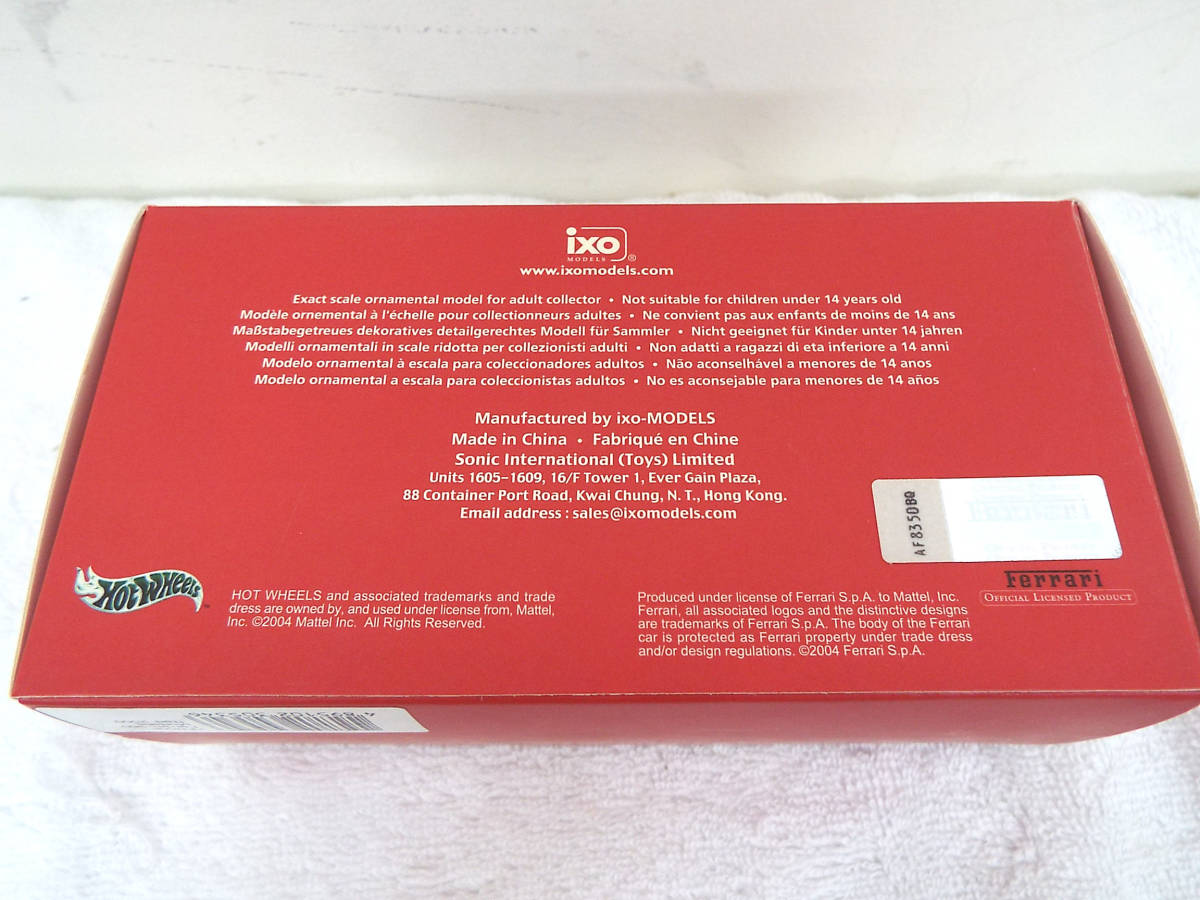 ixo
MODELS ®
www.ixomodels.com
Exact scale ornamental model for adult collector • Not suitable for children under 14 years old
Modèle ornemental à l'échelle pour collectionneurs adultes • Ne convient pas aux enfants de moins de 14 ans
Maßstabegetreues dekoratives detailgerechtes Modell für Sammler • Nicht geeignet für Kinder unter 14 jahren
Modelli ornamentali in scale ridotta per collezionisti adulti • Non adatti a ragazzi di eta inferiore a 14 anni
Modelo ornamental à escala para coleccionadores adultos • Não aconselhável a menores de 14 anos
Modelo ornamental a escala para coleccionistas adultos • No es aconsejable para menores de 14 años
Manufactured by ixo-MODELS
Made in China • Fabriqué en Chine
Sonic International (Toys) Limited
Units 1605–1609, 16/F Tower 1, Ever Gain Plaza,
88 Container Port Road, Kwai Chung, N. T., Hong Kong.
Email address : sales@ixomodels.com
AF8350BQ
HOT WHEELS™
HOT WHEELS and associated trademarks and trade
dress are owned by, and used under license from, Mattel,
Inc. ©2004 Mattel Inc. All Rights Reserved.
Produced under license of Ferrari S.p.A. to Mattel, Inc.
Ferrari, all associated logos and the distinctive designs
are trademarks of Ferrari S.p.A. The body of the Ferrari
car is protected as Ferrari property under trade dress
and/or design regulations. ©2004 Ferrari S.p.A.
Ferrari
OFFICIAL LICENSED PRODUCT